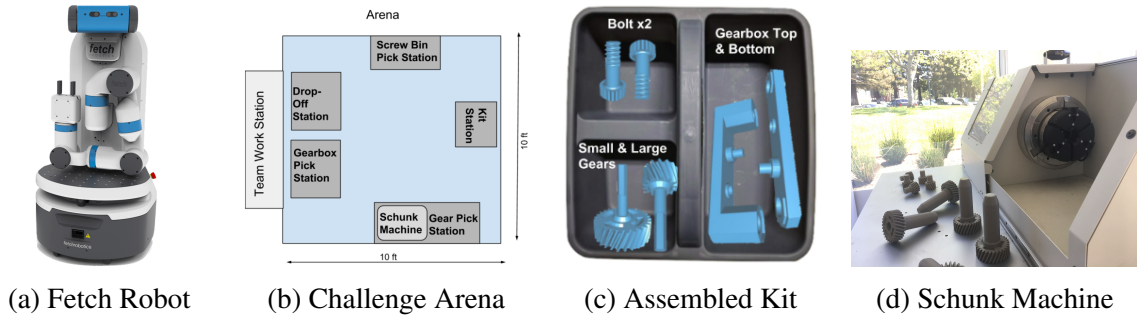 fetch
fetchrobotics
(a) Fetch Robot
Arena
Screw Bin
Pick Station
Team Work Station
Drop-
Off
Station
Kit
Station
Gearbox
Pick
Station
Schunk
Machine
Gear Pick
Station
10 ft
10 ft
(b) Challenge Arena
Bolt x2
Gearbox Top
& Bottom
Small & Large
Gears
(c) Assembled Kit
(d) Schunk Machine